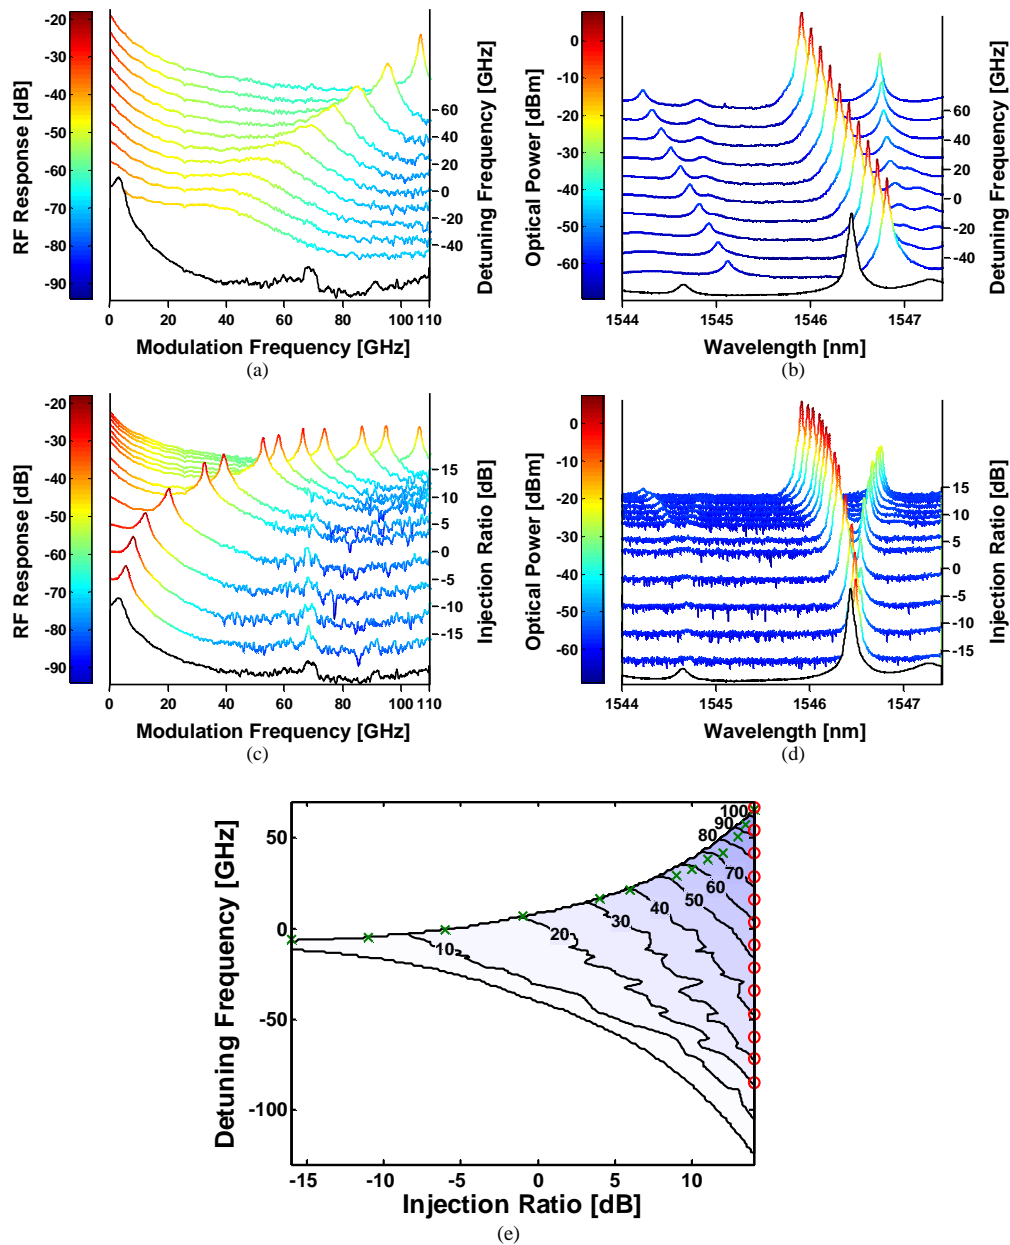 -20
-30
-40
-50
-60
-70
-80
-90
RF Response [dB]
60
40
20
0
-20
-40
Detuning Frequency [GHz]
0 20 40 60 80 100 110
Modulation Frequency [GHz]
(a)
0
-10
-20
-30
-40
-50
-60
Optical Power [dBm]
60
40
20
0
-20
-40
Detuning Frequency [GHz]
1544 1545 1546 1547
Wavelength [nm]
(b)
-20
-30
-40
-50
-60
-70
-80
-90
RF Response [dB]
15
10
5
0
-5
-10
-15
Injection Ratio [dB]
0 20 40 60 80 100 110
Modulation Frequency [GHz]
(c)
0
-10
-20
-30
-40
-50
-60
Optical Power [dBm]
15
10
5
0
-5
-10
-15
Injection Ratio [dB]
1544 1545 1546 1547
Wavelength [nm]
(d)
50
0
-50
-100
Detuning Frequency [GHz]
100
90
80
70
60
50
40
30
20
10
-15 -10 -5 0 5 10
Injection Ratio [dB]
(e)